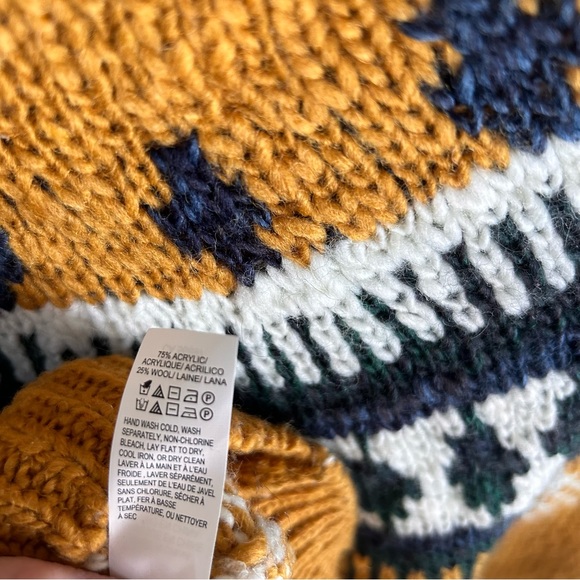 75% ACRYLIC/
ACRYLIQUE/ ACRILICO
25% WOOL/ LAINE/ LANA
HAND WASH COLD, WASH
SEPARATELY, NON-CHLORINE
BLEACH, LAY FLAT TO DRY,
COOL IRON, OR DRY CLEAN
LAVER À LA MAIN ET À L'EAU
FROIDE , LAVER SÉPARÉMENT,
SEULEMENT DE L'EAU DE JAVEL
SANS CHLORURE, SÉCHER À
PLAT, FER À BASSE
TEMPÉRATURE, OU NETTOYER
À SEC